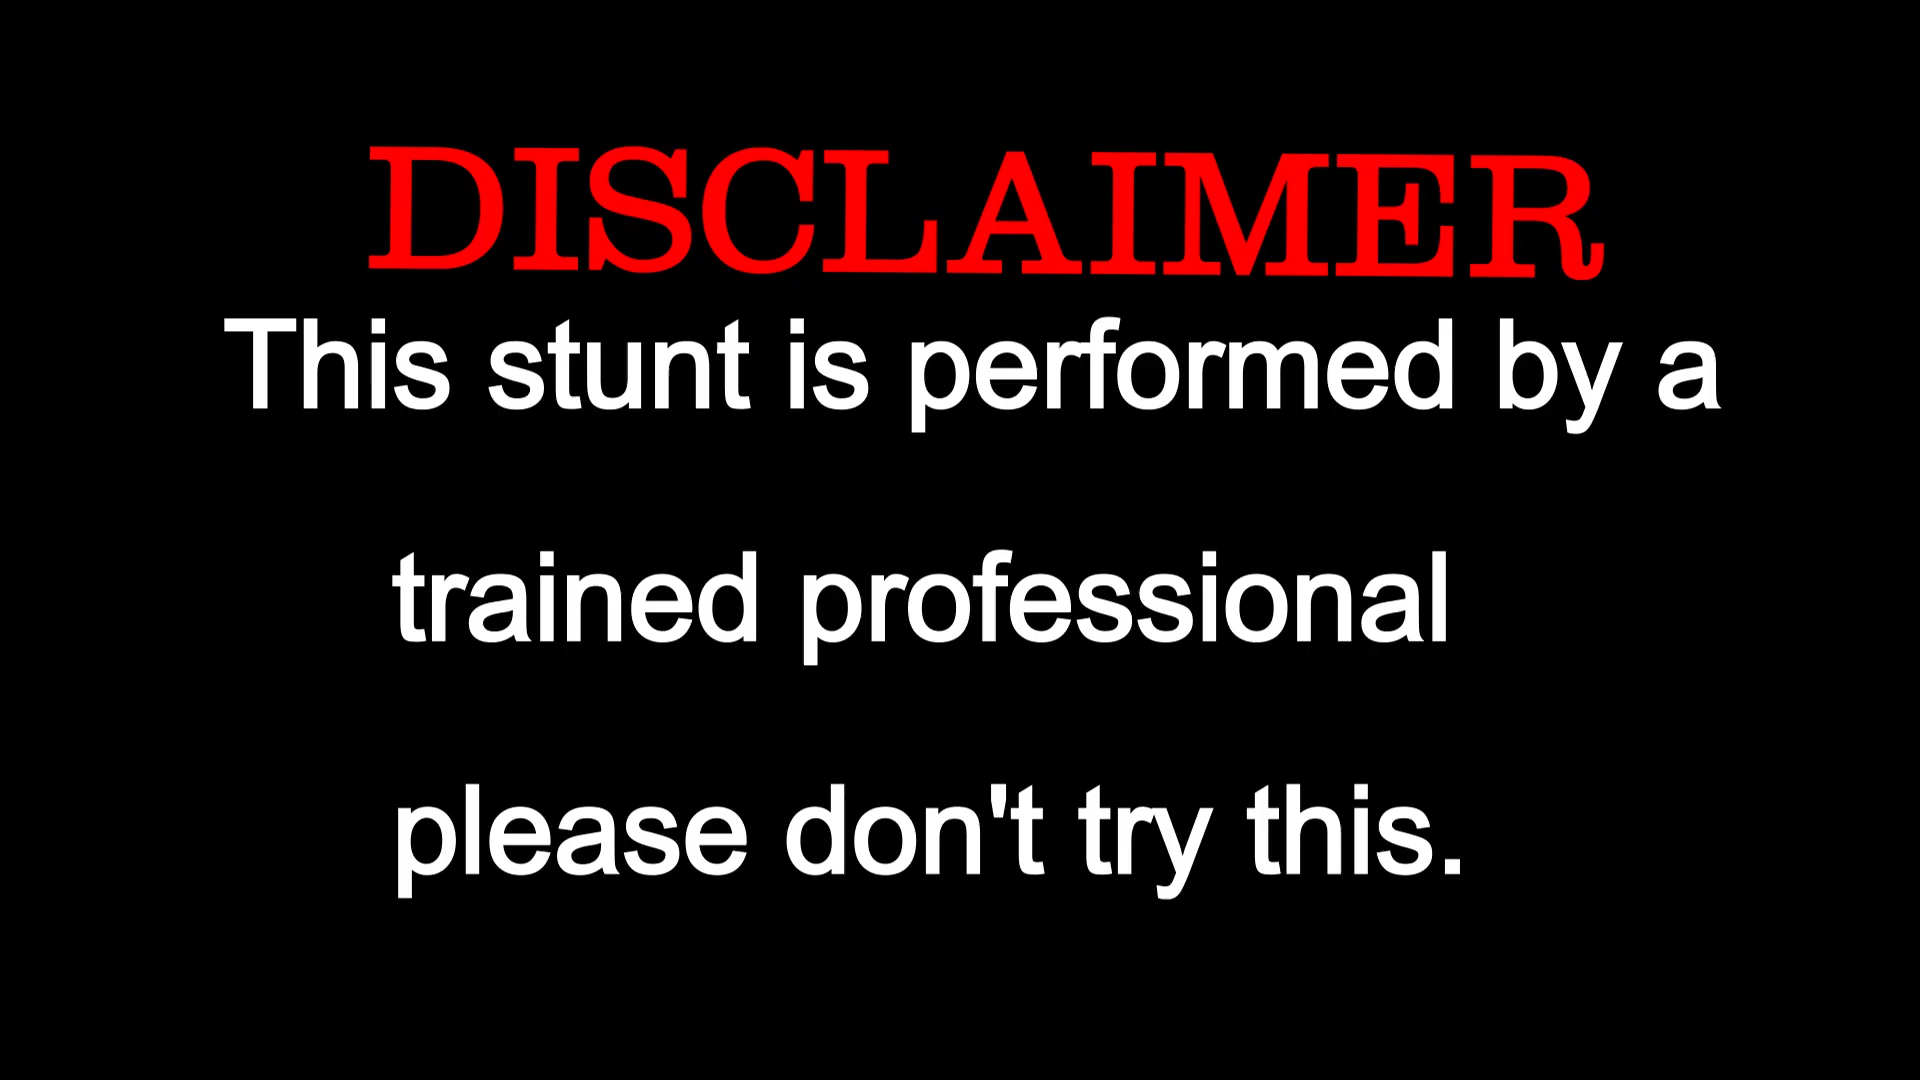 DISCLAIMER
This stunt is performed by a
trained professional
please don't try this.